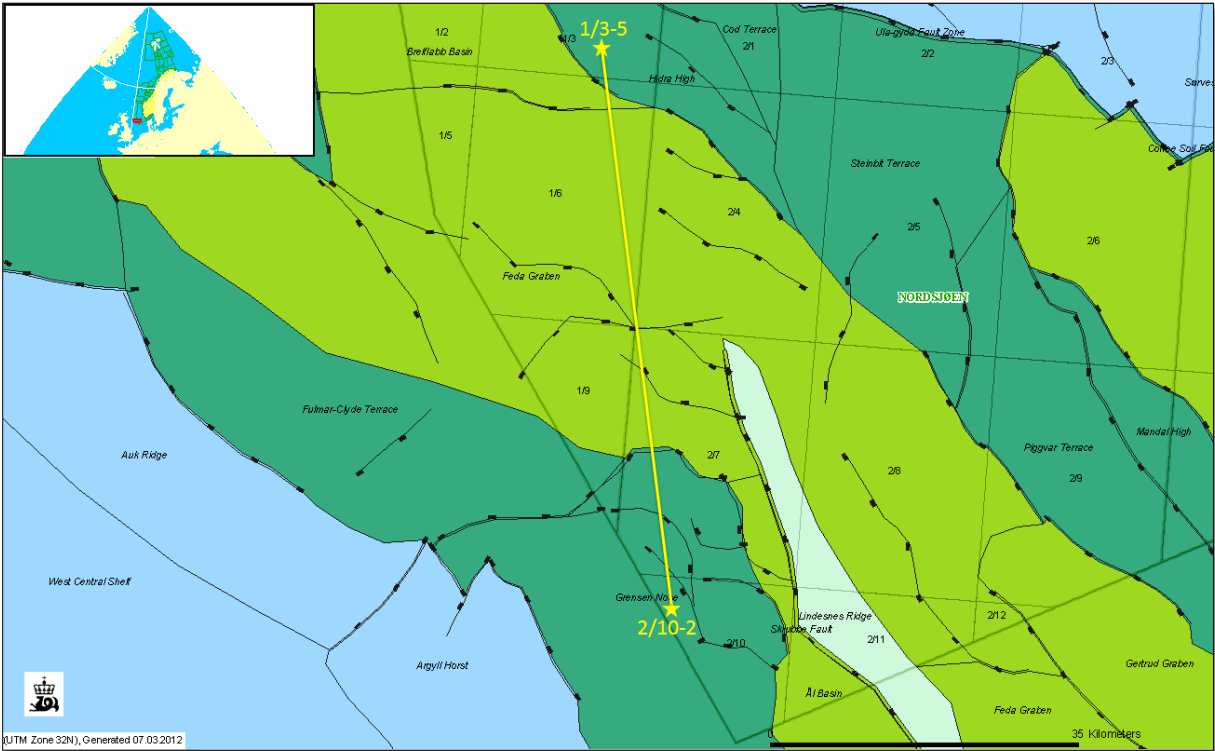 1/3-5
Cod Terrace
2/1
Ula-gyda Fault Zone
2/2
2/3
1/2
1/3
Breiflabb Basin
Hidra High
1/5
Steinbit Terrace
1/6
2/4
2/5
2/6
Feda Graben
NORDSJØEN
1/9
Fulmar-Clyde Terrace
Mandal High
Auk Ridge
Piggvar Terrace
2/7
2/8
2/9
West Central Shelf
Grensen Nose
2/10-2
2/10
Lindesnes Ridge
Skrubbe Fault
2/11
2/12
Argyll Horst
Gertrud Graben
Ål Basin
Feda Graben
0
35 Kilometers
(UTM Zone 32N), Generated 07.03.2012